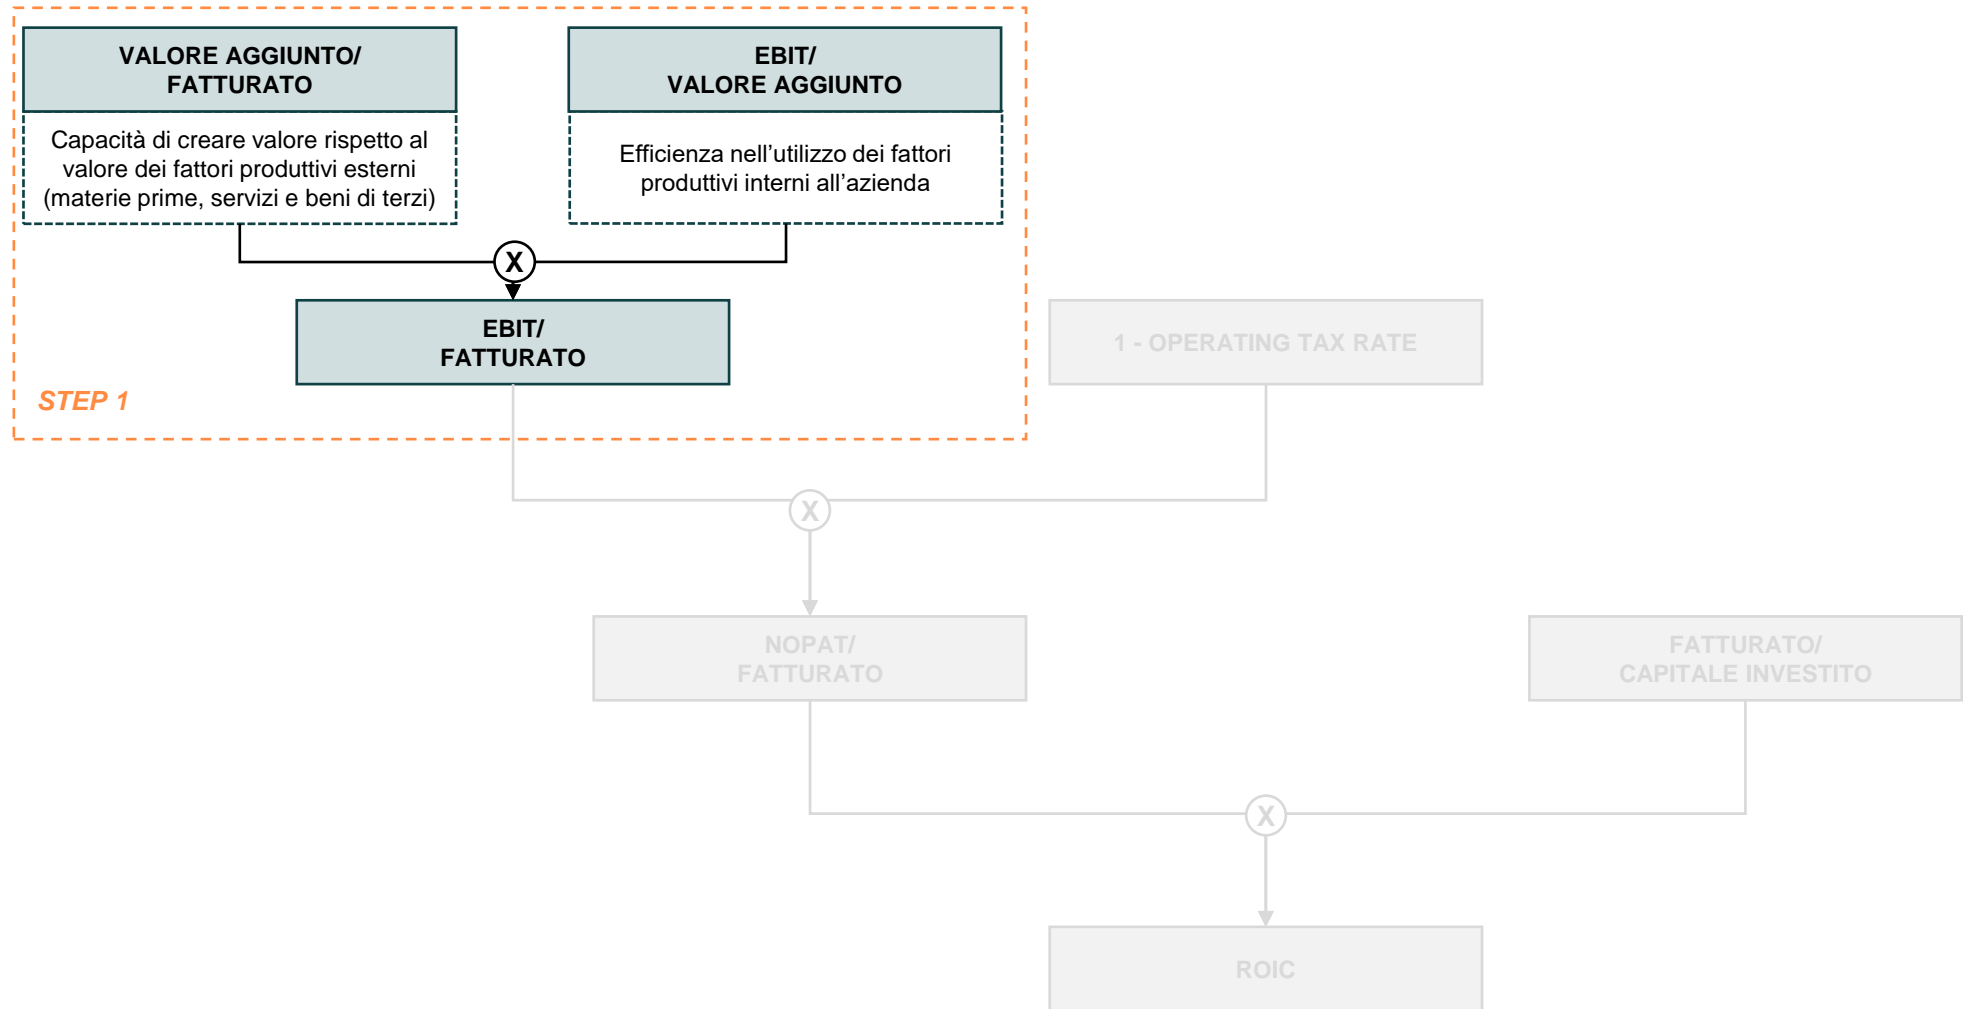 VALORE AGGIUNTO/
FATTURATO
EBIT/
VALORE AGGIUNTO
Capacità di creare valore rispetto al
valore dei fattori produttivi esterni
(materie prime, servizi e beni di terzi)
Efficienza nell’utilizzo dei fattori
produttivi interni all’azienda
X
EBIT/
FATTURATO
1 - OPERATING TAX RATE
STEP 1
X
NOPAT/
FATTURATO
FATTURATO/
CAPITALE INVESTITO
X
ROIC